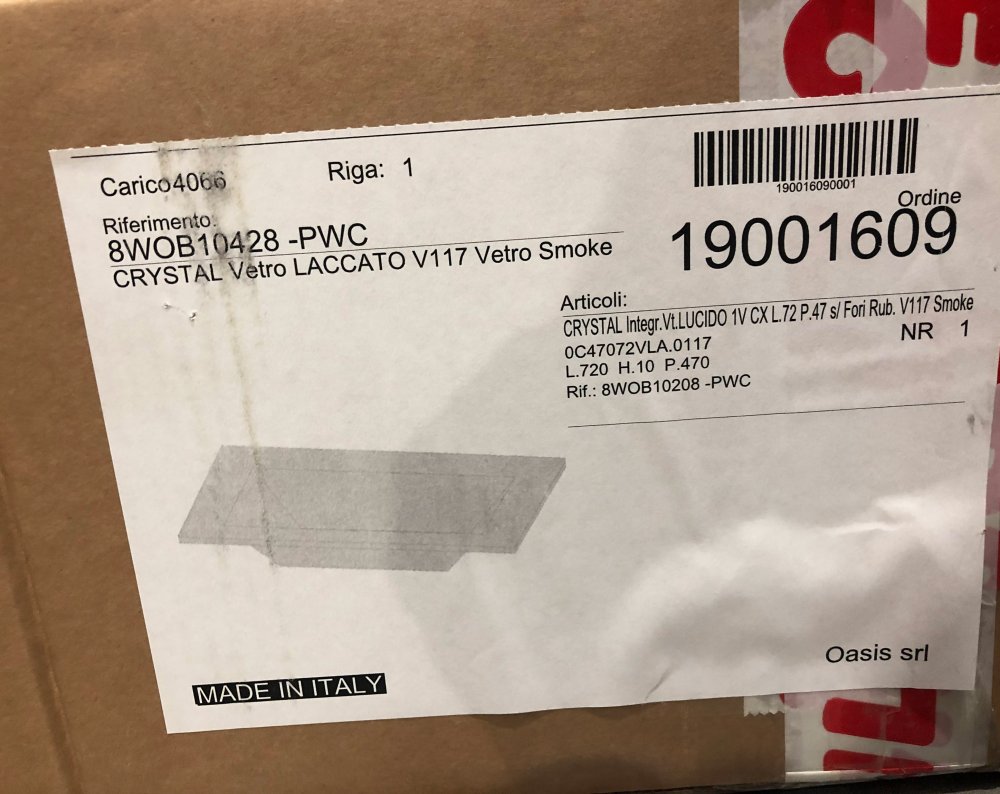 Carico4066
Riga: 1
190016090001
Riferimento:
8WOB10428 -PWC
Ordine
19001609
CRYSTAL Vetro LACCATO V117 Vetro Smoke
Articoli:
CRYSTAL Integr.Vt.LUCIDO 1V CX L.72 P.47 s/ Fori Rub. V117 Smoke
0C47072VLA.0117
NR 1
L.720 H.10 P.470
Rif.: 8WOB10208 -PWC
Oasis srl
MADE IN ITALY